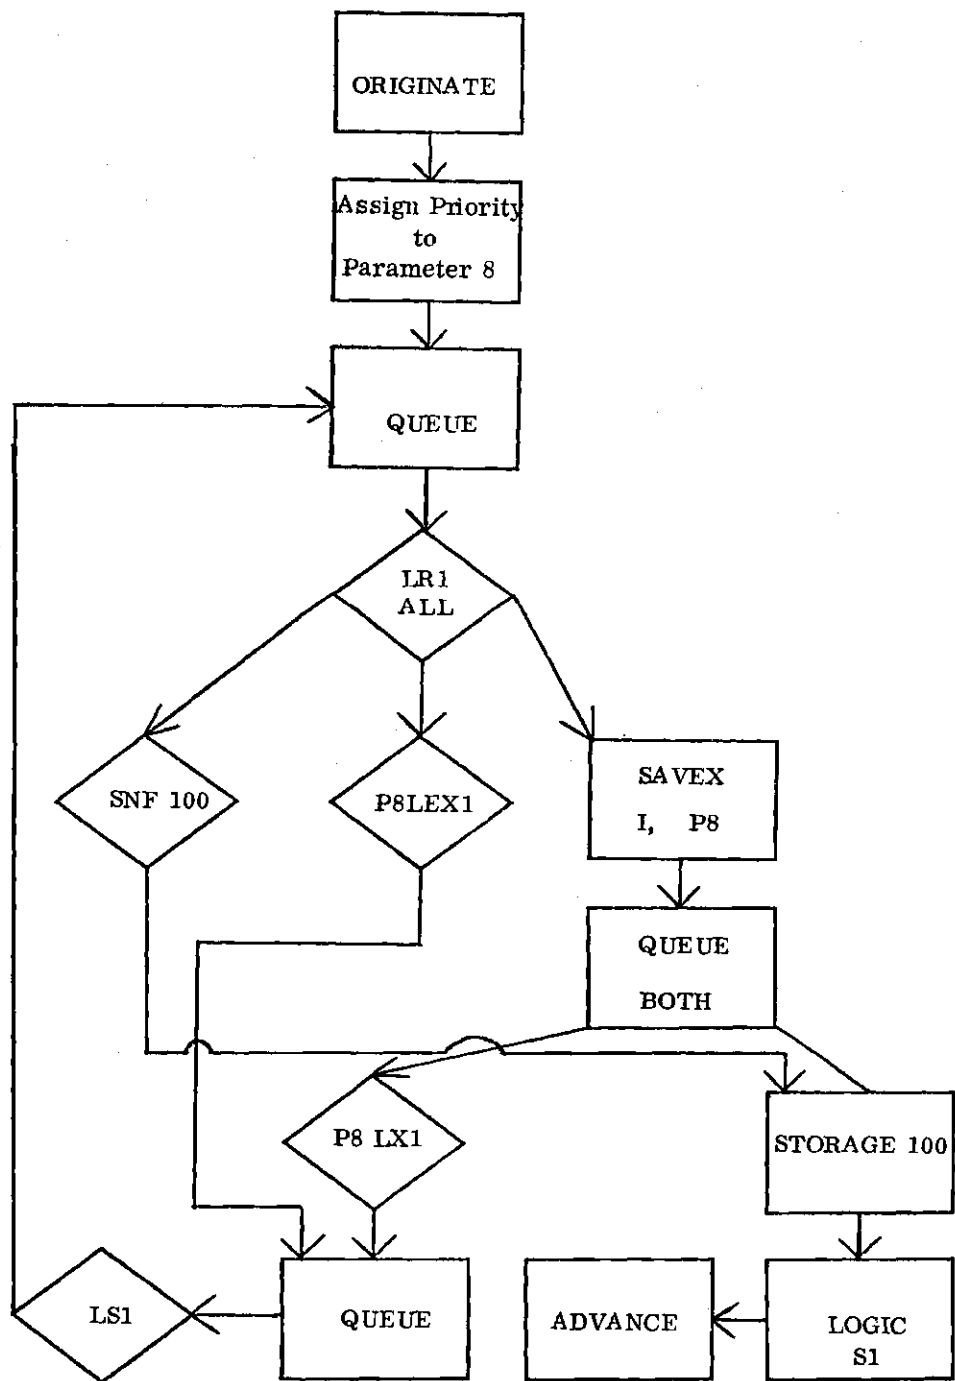 ORIGINATE
Assign Priority
to
Parameter 8
QUEUE
LR1
ALL
SNF 100
P8LEX1
SAVEX
I, P8
QUEUE
BOTH
P8 LX1
STORAGE 100
LS1
QUEUE
ADVANCE
LOGIC
S1